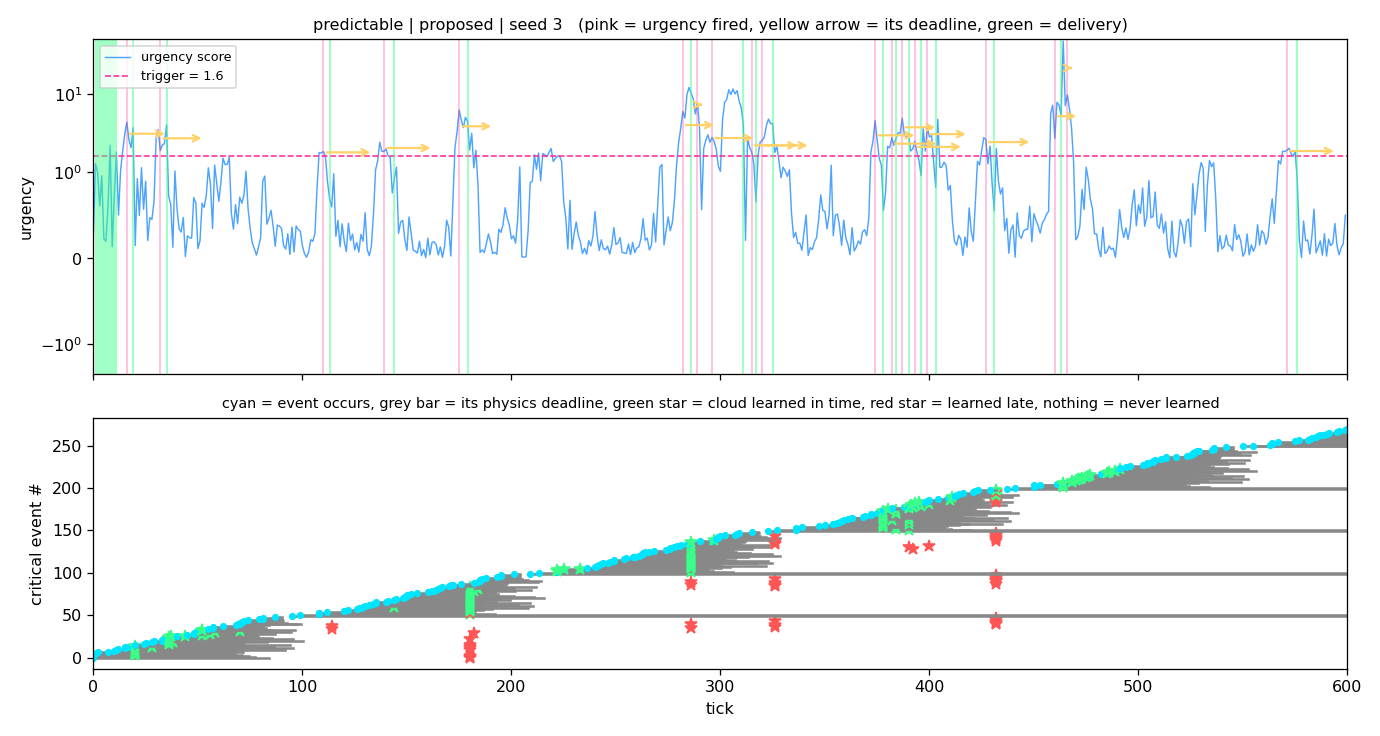 predictable | proposed | seed 3   (pink = urgency fired, yellow arrow = its deadline, green = delivery)
urgency score
trigger = 1.6
urgency
10¹
10⁰
0
−10⁰
cyan = event occurs, grey bar = its physics deadline, green star = cloud learned in time, red star = learned late, nothing = never learned
critical event #
250
200
150
100
50
0
0 100 200 300 400 500 600
tick